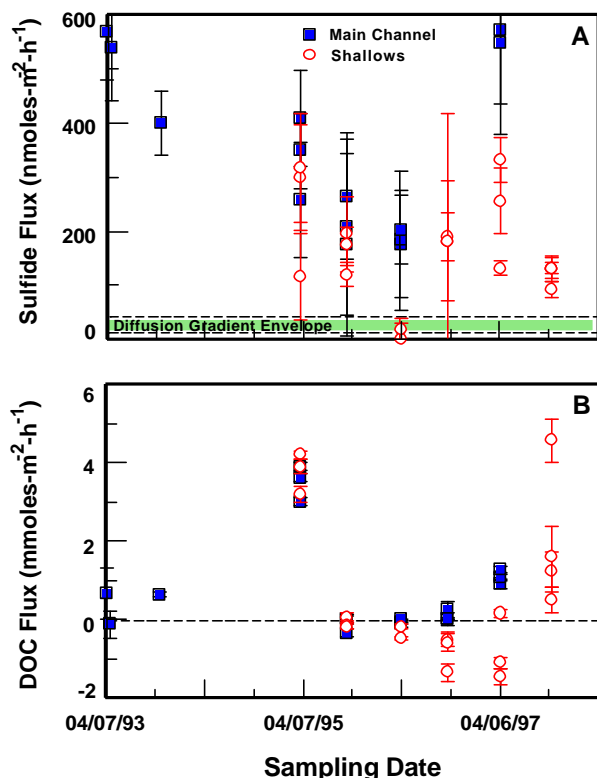 600
400
200
0
Sulfide Flux (nmoles-m⁻²-h⁻¹)
Main Channel
Shallows
A
Diffusion Gradient Envelope
6
4
2
0
-2
DOC Flux (mmoles-m⁻²-h⁻¹)
B
04/07/93
04/07/95
04/06/97
Sampling Date